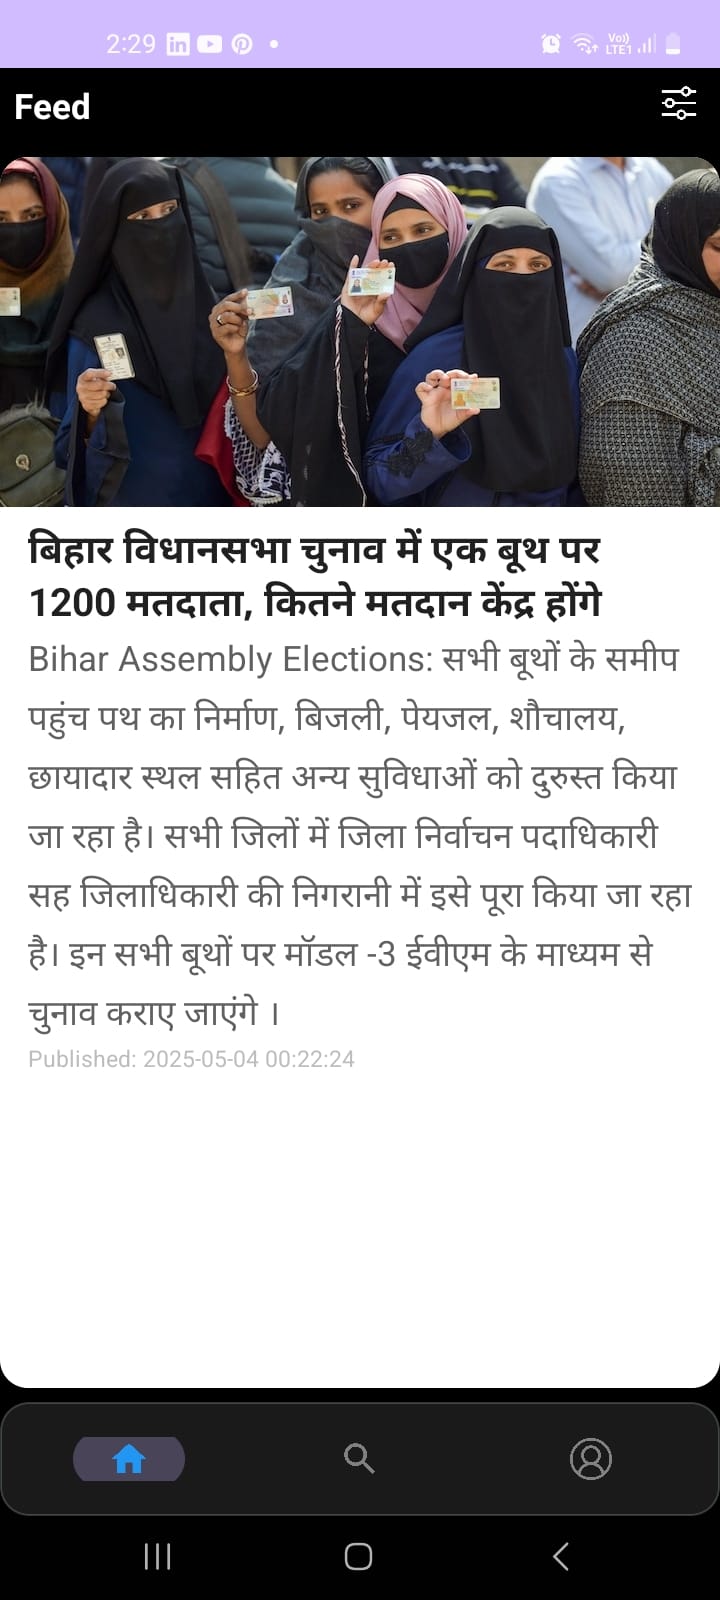 2:29
Vo))
LTE1
Feed
बिहार विधानसभा चुनाव में एक बूथ पर
1200 मतदाता, कितने मतदान केंद्र होंगे
Bihar Assembly Elections: सभी बूथों के समीप
पहुंच पथ का निर्माण, बिजली, पेयजल, शौचालय,
छायादार स्थल सहित अन्य सुविधाओं को दुरुस्त किया
जा रहा है। सभी जिलों में जिला निर्वाचन पदाधिकारी
सह जिलाधिकारी की निगरानी में इसे पूरा किया जा रहा
है। इन सभी बूथों पर मॉडल -3 ईवीएम के माध्यम से
चुनाव कराए जाएंगे ।
Published: 2025-05-04 00:22:24